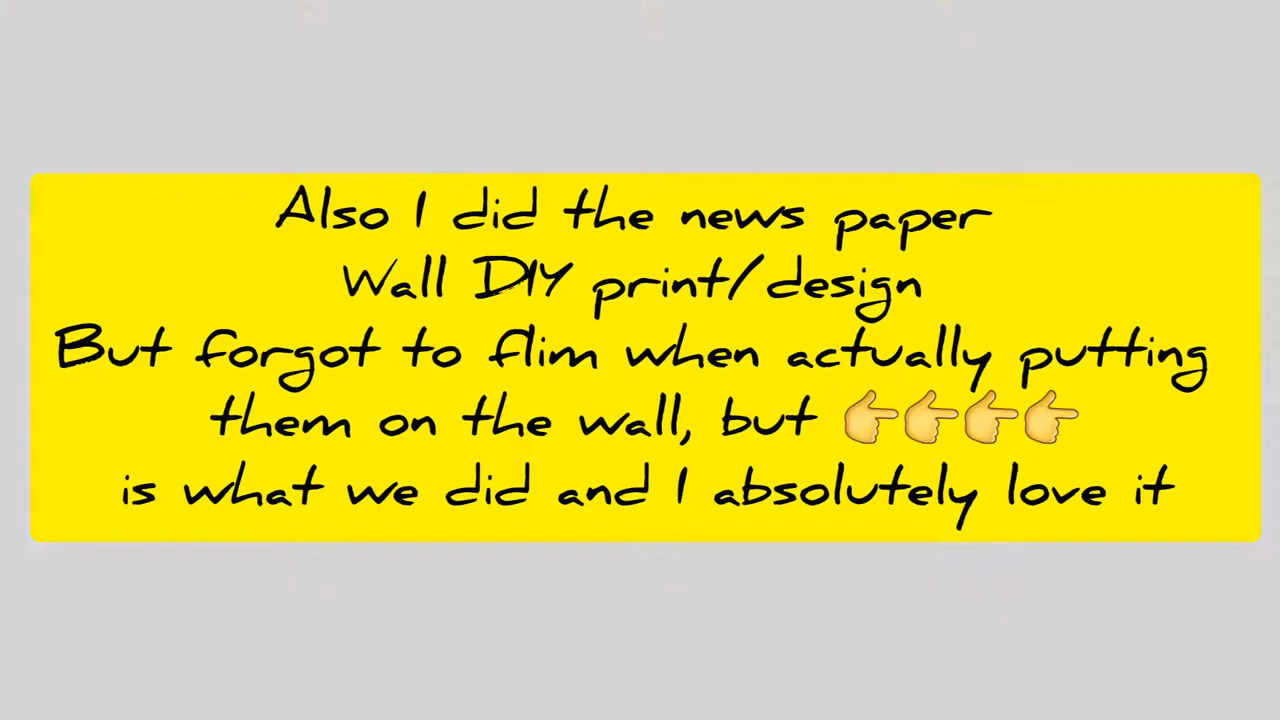 Also I did the news paper
Wall DIY print/design
But forgot to flim when actually putting
them on the wall, but 👉👉👉👉
is what we did and I absolutely love it